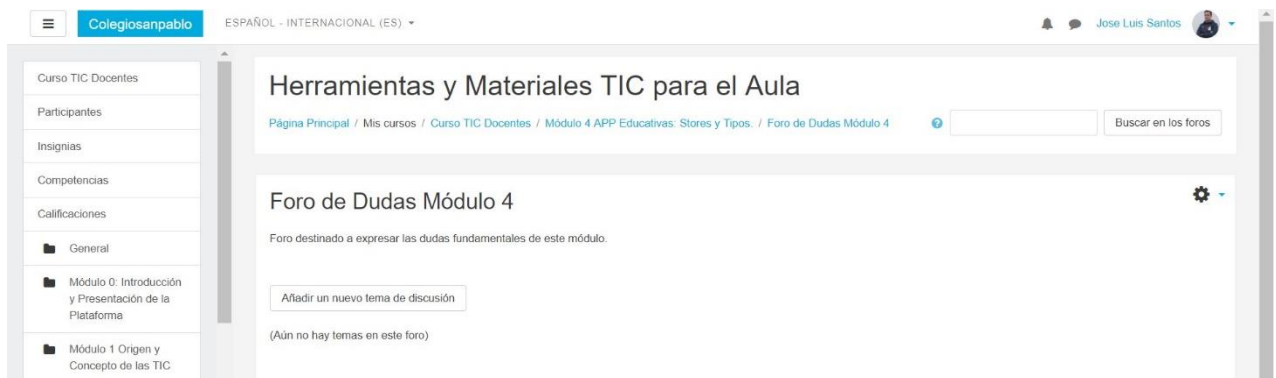 Colegiosanpablo
ESPAÑOL - INTERNACIONAL (ES)
Jose Luis Santos
Curso TIC Docentes
Participantes
Insignias
Competencias
Calificaciones
General
Módulo 0: Introducción
y Presentación de la
Plataforma
Módulo 1 Origen y
Concepto de las TIC
Herramientas y Materiales TIC para el Aula
Página Principal / Mis cursos / Curso TIC Docentes / Módulo 4 APP Educativas: Stores y Tipos. / Foro de Dudas Módulo 4
Buscar en los foros
Foro de Dudas Módulo 4
Foro destinado a expresar las dudas fundamentales de este módulo.
Añadir un nuevo tema de discusión
(Aún no hay temas en este foro)